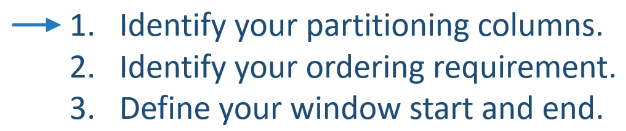 1. Identify your partitioning columns.
2. Identify your ordering requirement.
3. Define your window start and end.